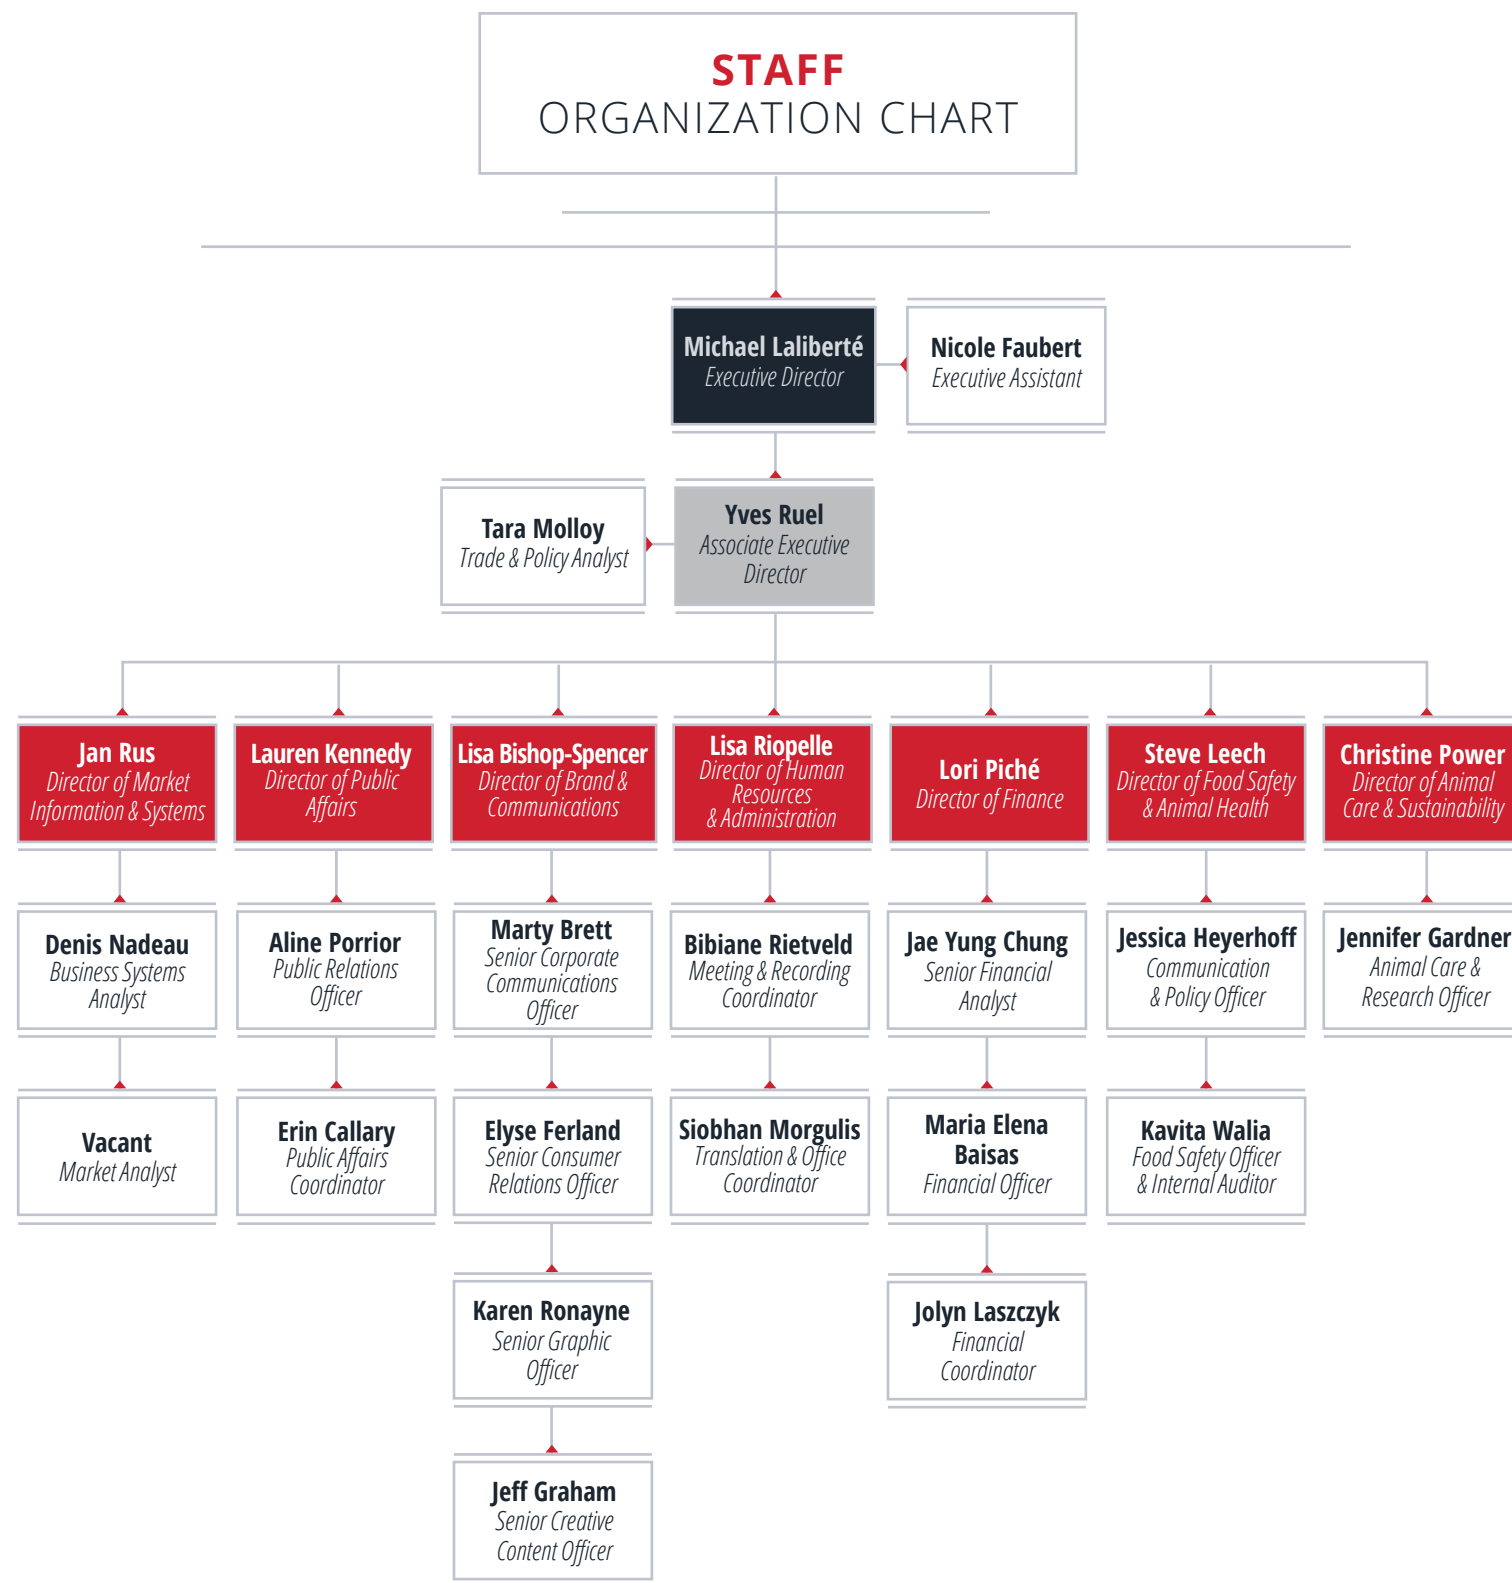 STAFF
ORGANIZATION CHART
Michael Laliberté
Executive Director
Nicole Faubert
Executive Assistant
Tara Molloy
Trade & Policy Analyst
Yves Ruel
Associate Executive
Director
Jan Rus
Director of Market
Information & Systems
Lauren Kennedy
Director of Public
Affairs
Lisa Bishop-Spencer
Director of Brand &
Communications
Lisa Riopelle
Director of Human
Resources
& Administration
Lori Piché
Director of Finance
Steve Leech
Director of Food Safety
& Animal Health
Christine Power
Director of Animal
Care & Sustainability
Denis Nadeau
Business Systems
Analyst
Aline Porrior
Public Relations
Officer
Marty Brett
Senior Corporate
Communications
Officer
Bibiane Rietveld
Meeting & Recording
Coordinator
Jae Yung Chung
Senior Financial
Analyst
Jessica Heyerhoff
Communication
& Policy Officer
Jennifer Gardner
Animal Care &
Research Officer
Vacant
Market Analyst
Erin Callary
Public Affairs
Coordinator
Elyse Ferland
Senior Consumer
Relations Officer
Siobhan Morgulis
Translation & Office
Coordinator
Maria Elena
Baisas
Financial Officer
Kavita Walia
Food Safety Officer
& Internal Auditor
Karen Ronayne
Senior Graphic
Officer
Jolyn Laszczyk
Financial
Coordinator
Jeff Graham
Senior Creative
Content Officer